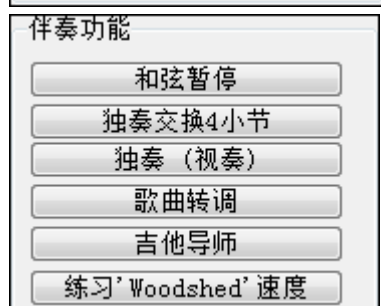 伴奏功能
和弦暂停
独奏交换4小节
独奏 (视奏)
歌曲转调
吉他导师
练习'Woodshed'速度